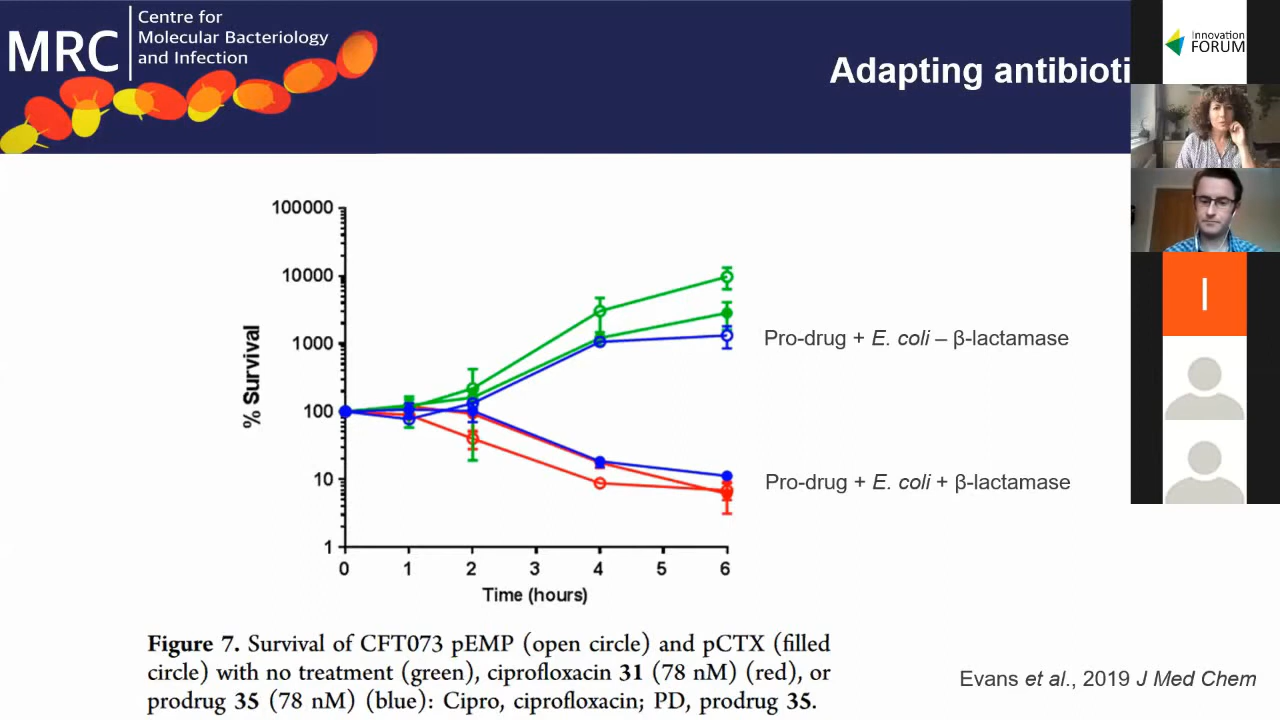 MRC
Centre for
Molecular Bacteriology
and Infection
Adapting antibioti
Innovation
FORUM
I
100000
10000
1000
100
10
1
% Survival
0 1 2 3 4 5 6
Time (hours)
Pro-drug + E. coli – β-lactamase
Pro-drug + E. coli + β-lactamase
Figure 7. Survival of CFT073 pEMP (open circle) and pCTX (filled
circle) with no treatment (green), ciprofloxacin 31 (78 nM) (red), or
prodrug 35 (78 nM) (blue): Cipro, ciprofloxacin; PD, prodrug 35.
Evans et al., 2019 J Med Chem